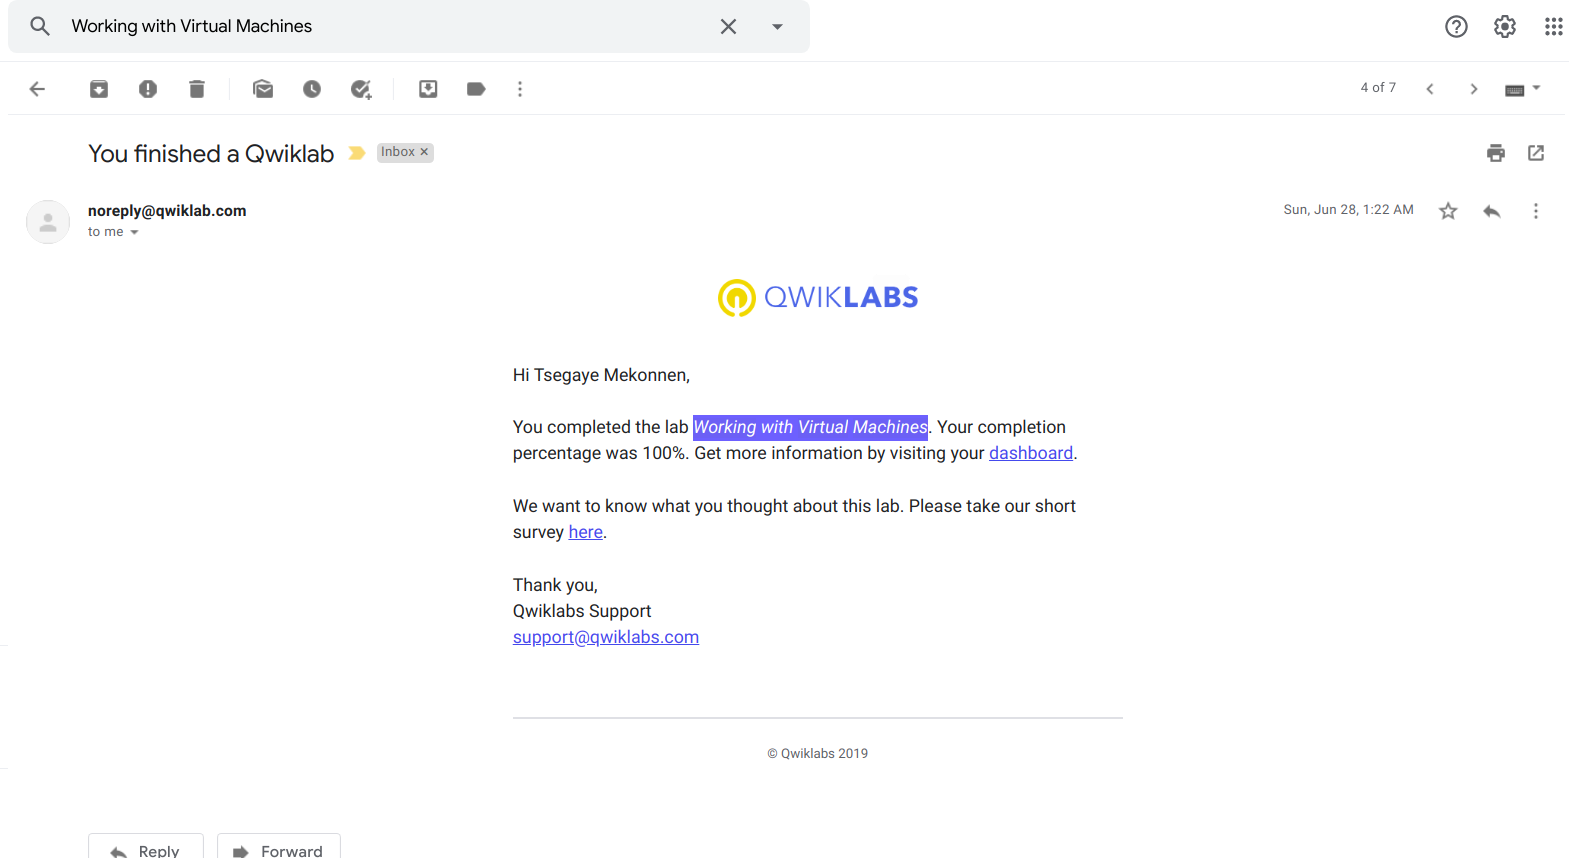 Working with Virtual Machines
4 of 7
You finished a Qwiklab
Inbox ×
noreply@qwiklab.com
Sun, Jun 28, 1:22 AM
to me
QWIKLABS
Hi Tsegaye Mekonnen,
You completed the lab Working with Virtual Machines. Your completion
percentage was 100%. Get more information by visiting your dashboard.
We want to know what you thought about this lab. Please take our short
survey here.
Thank you,
Qwiklabs Support
support@qwiklabs.com
© Qwiklabs 2019
Reply
Forward